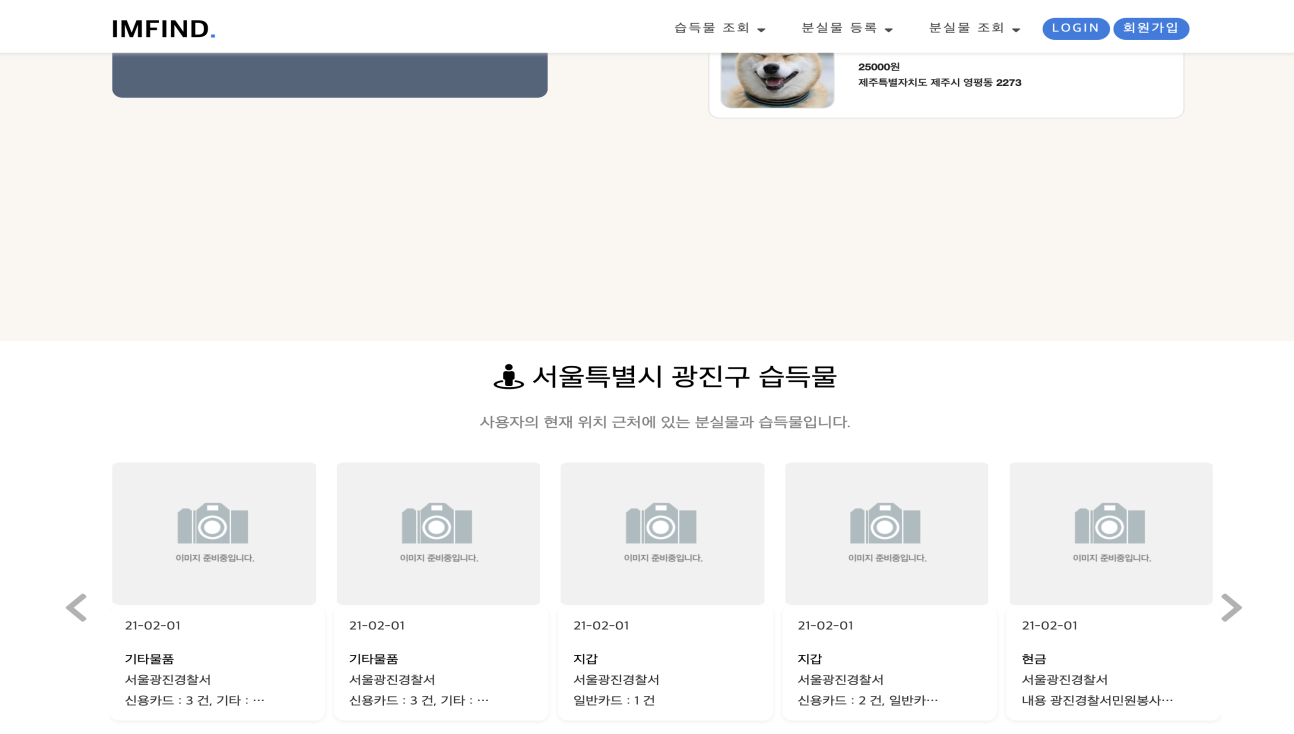 IMFIND.
습득물 조회
분실물 등록
분실물 조회
LOGIN
회원가입
25000원
제주특별자치도 제주시 영평동 2273
서울특별시 광진구 습득물
사용자의 현재 위치 근처에 있는 분실물과 습득물입니다.
이미지 준비중입니다.
이미지 준비중입니다.
이미지 준비중입니다.
이미지 준비중입니다.
이미지 준비중입니다.
21-02-01
기타물품
서울광진경찰서
신용카드 : 3 건, 기타 : ⋯
21-02-01
기타물품
서울광진경찰서
신용카드 : 3 건, 기타 : ⋯
21-02-01
지갑
서울광진경찰서
일반카드 : 1 건
21-02-01
지갑
서울광진경찰서
신용카드 : 2 건, 일반카⋯
21-02-01
현금
서울광진경찰서
내용 광진경찰서민원봉사⋯